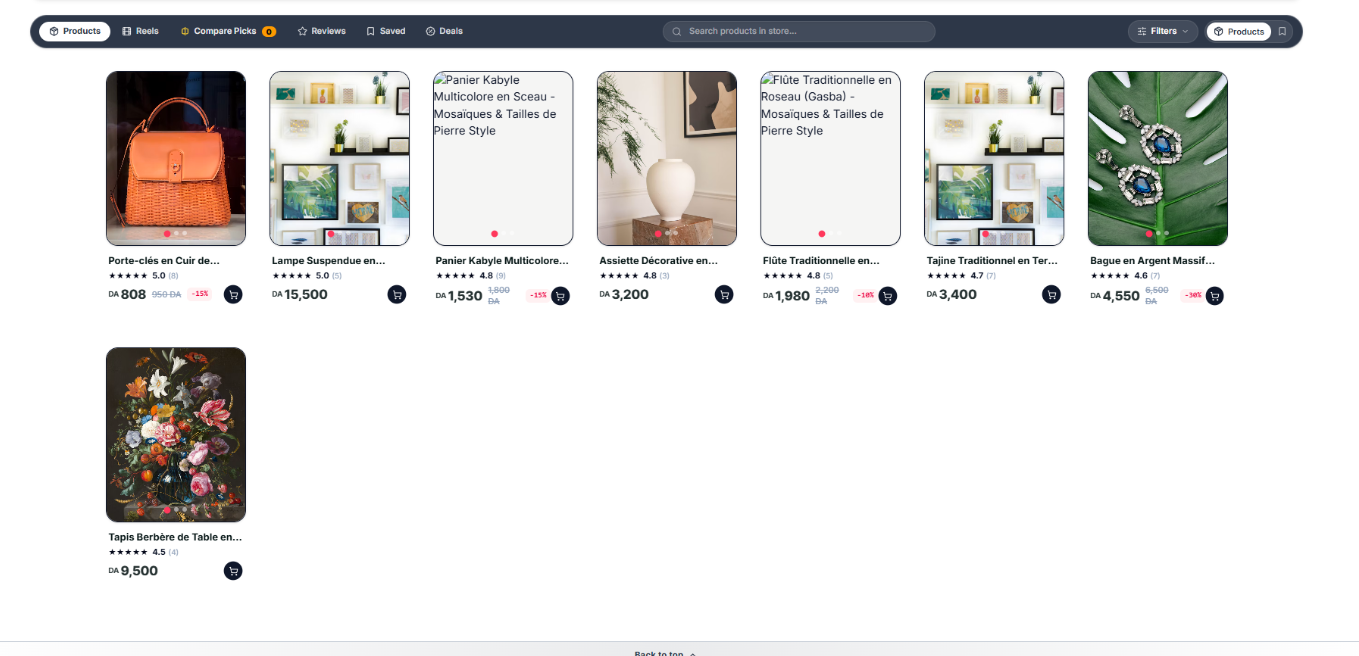 Products
Reels
Compare Picks 0
Reviews
Saved
Deals
Search products in store...
Filters
Products
Panier Kabyle
Multicolore en Sceau -
Mosaïques & Tailles de
Pierre Style
Flûte Traditionnelle en
Roseau (Gasba) -
Mosaïques & Tailles de
Pierre Style
Porte-clés en Cuir de...
★★★★★ 5.0 (8)
DA 808 950 DA -15%
Lampe Suspendue en...
★★★★★ 5.0 (5)
DA 15,500
Panier Kabyle Multicolore...
★★★★★ 4.8 (9)
DA 1,530 1,800 DA -15%
Assiette Décorative en...
★★★★★ 4.8 (3)
DA 3,200
Flûte Traditionnelle en...
★★★★★ 4.8 (5)
DA 1,980 2,200 DA -10%
Tajine Traditionnel en Ter...
★★★★★ 4.7 (7)
DA 3,400
Bague en Argent Massif...
★★★★★ 4.6 (7)
DA 4,550 6,500 DA -30%
Tapis Berbère de Table en...
★★★★★ 4.5 (4)
DA 9,500
Back to top